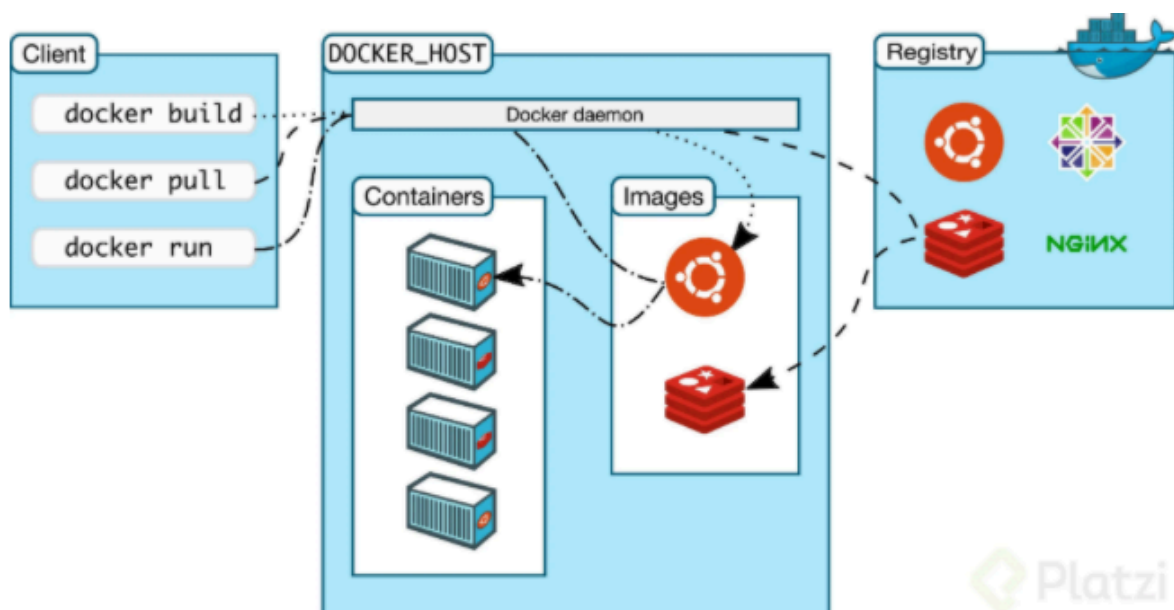 Client
docker build
docker pull
docker run
DOCKER_HOST
Docker daemon
Containers
Images
Registry
NGINX
Platzi